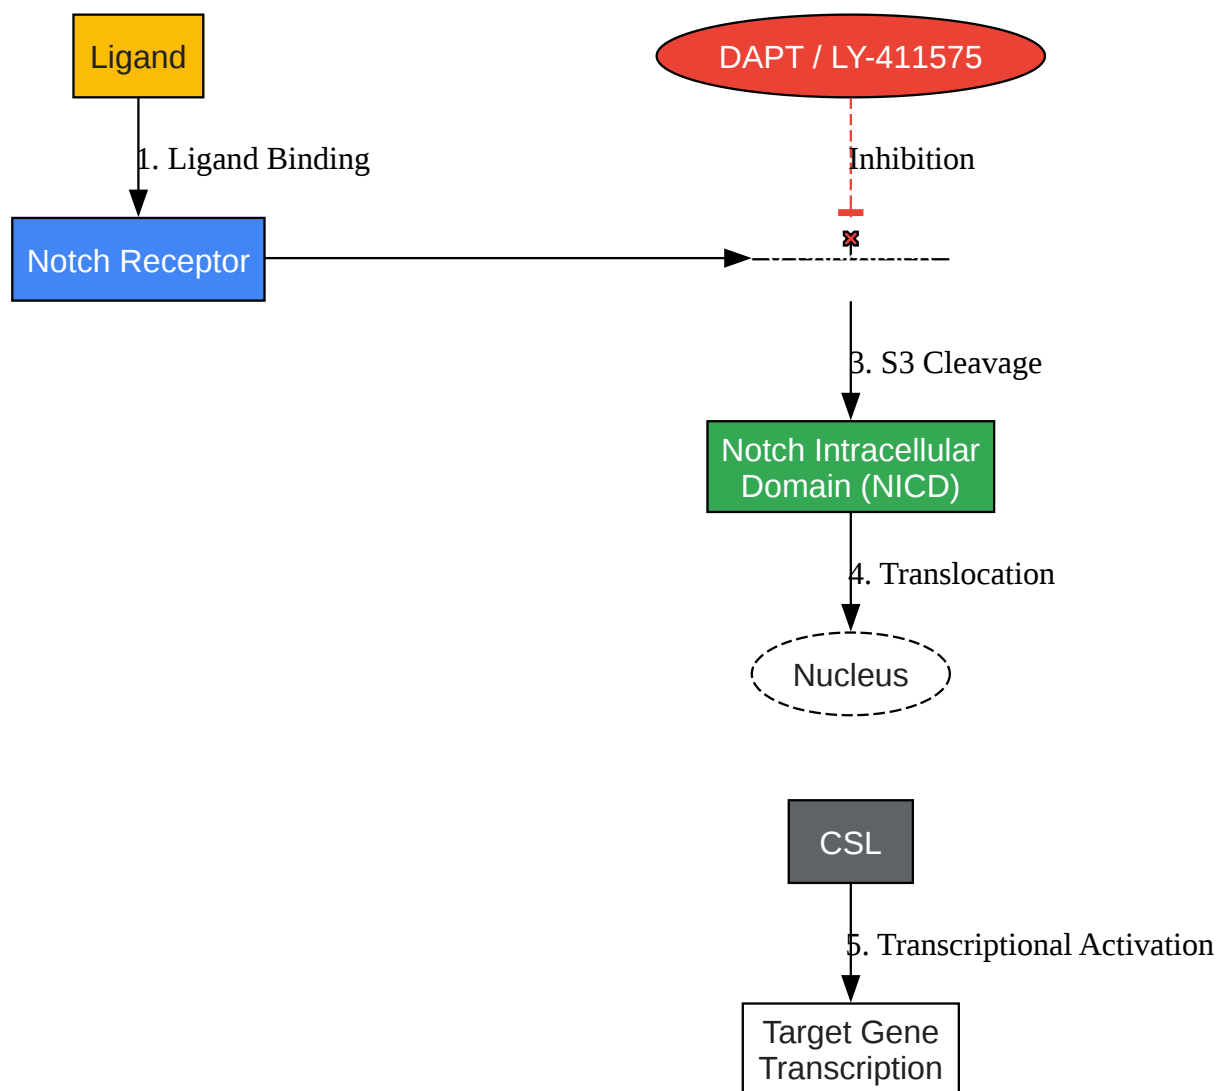 Ligand
DAPT / LY-411575
1. Ligand Binding
Inhibition
Notch Receptor
3. S3 Cleavage
Notch Intracellular
Domain (NICD)
4. Translocation
Nucleus
CSL
5. Transcriptional Activation
Target Gene
Transcription